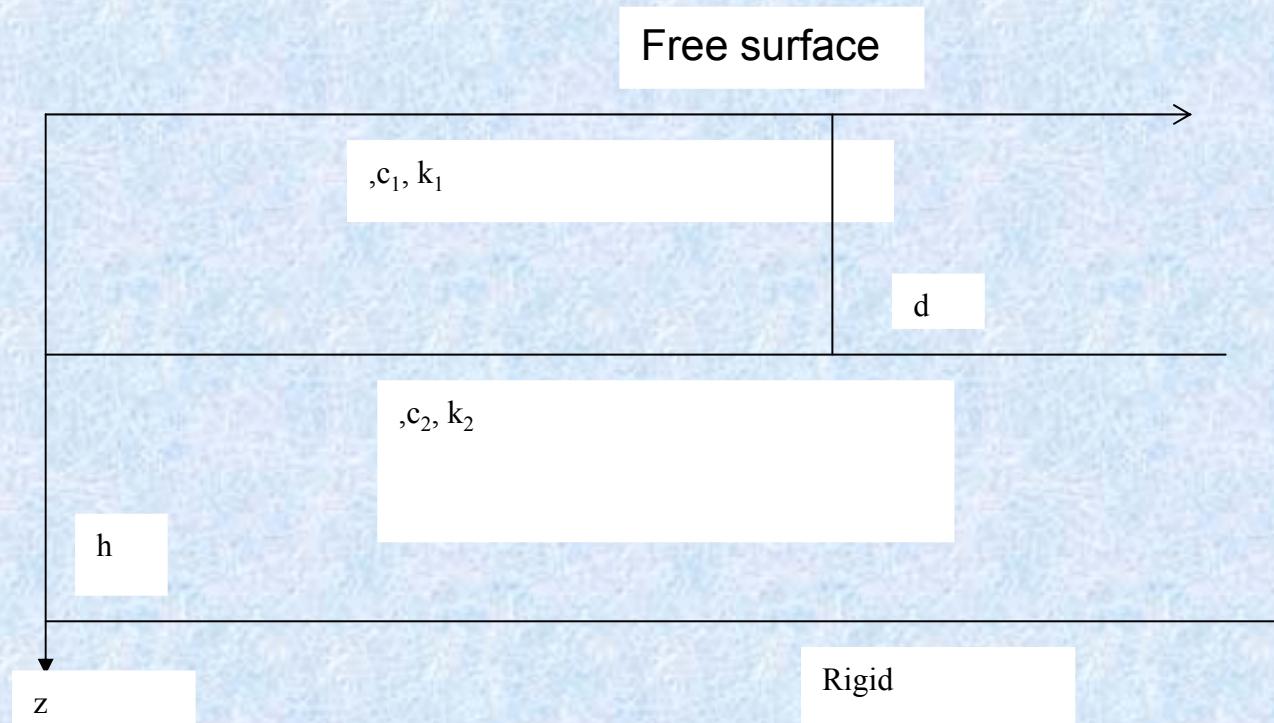 Free surface
,c₁, k₁
d
,c₂, k₂
h
Rigid
z